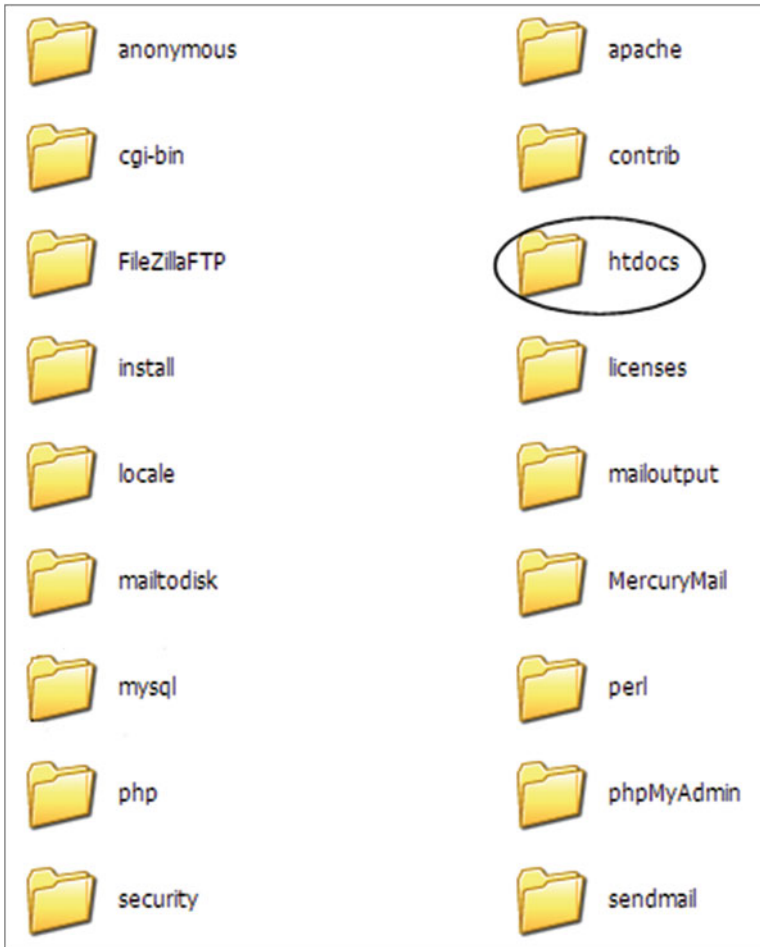 anonymous
apache
cgi-bin
contrib
FileZillaFTP
htdocs
install
licenses
locale
mailoutput
mailtodisk
MercuryMail
mysql
perl
php
phpMyAdmin
security
sendmail